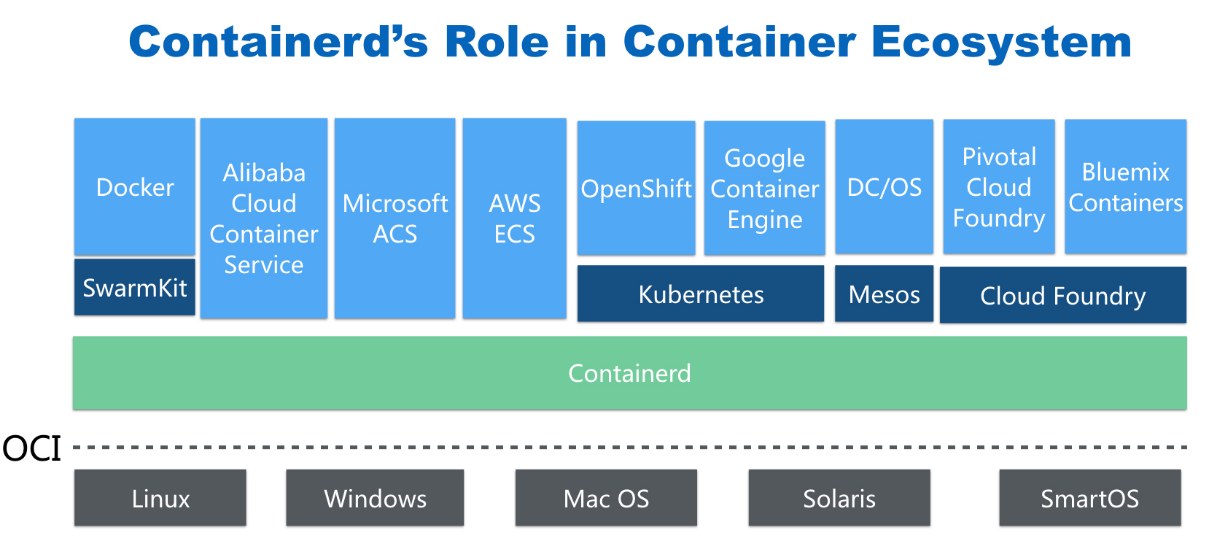 Containerd’s Role in Container Ecosystem
Docker
Alibaba
Cloud
Container
Service
Microsoft
ACS
AWS
ECS
OpenShift
Google
Container
Engine
DC/OS
Pivotal
Cloud
Foundry
Bluemix
Containers
SwarmKit
Kubernetes
Mesos
Cloud Foundry
Containerd
OCI
Linux
Windows
Mac OS
Solaris
SmartOS